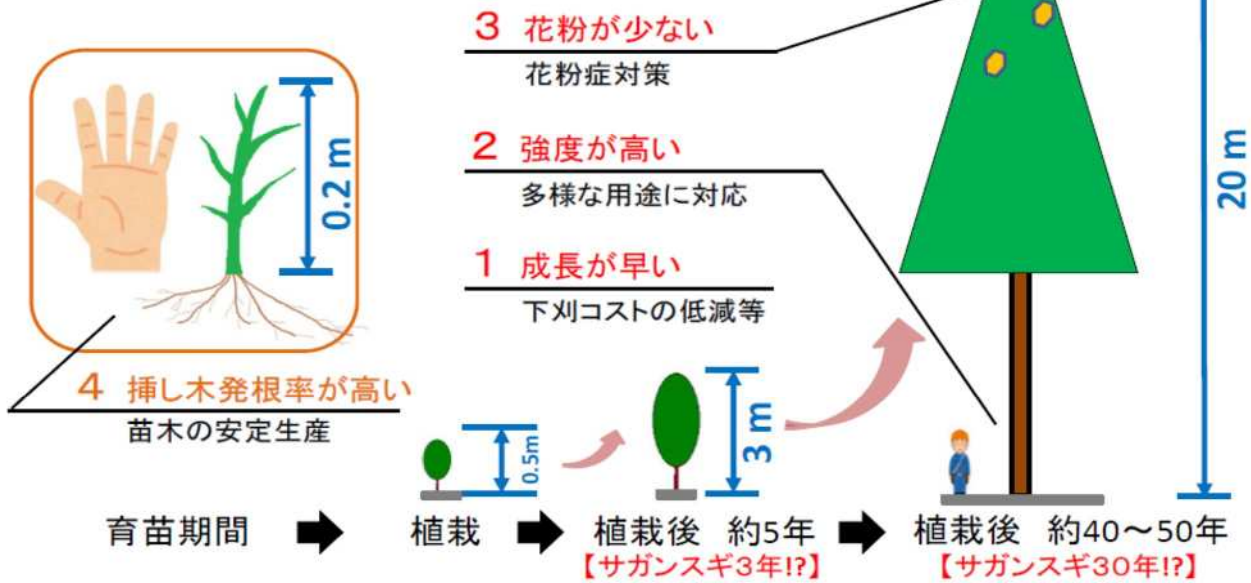 3 花粉が少ない
花粉症対策
2 強度が高い
多様な用途に対応
1 成長が早い
下刈コストの低減等
0.2 m
4 挿し木発根率が高い
苗木の安定生産
0.5m
3 m
20 m
育苗期間 植栽 植栽後 約5年 植栽後 約40～50年
【サガンスギ3年!?】 【サガンスギ30年!?】